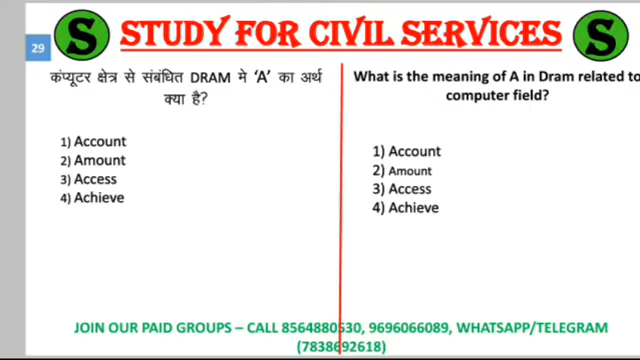 29
S STUDY FOR CIVIL SERVICES S
कंप्यूटर क्षेत्र से संबंधित DRAM मे 'A' का अर्थ
क्या है?
1) Account
2) Amount
3) Access
4) Achieve
What is the meaning of A in Dram related to
computer field?
1) Account
2) Amount
3) Access
4) Achieve
JOIN OUR PAID GROUPS – CALL 8564880530, 9696066089, WHATSAPP/TELEGRAM
(7838692618)